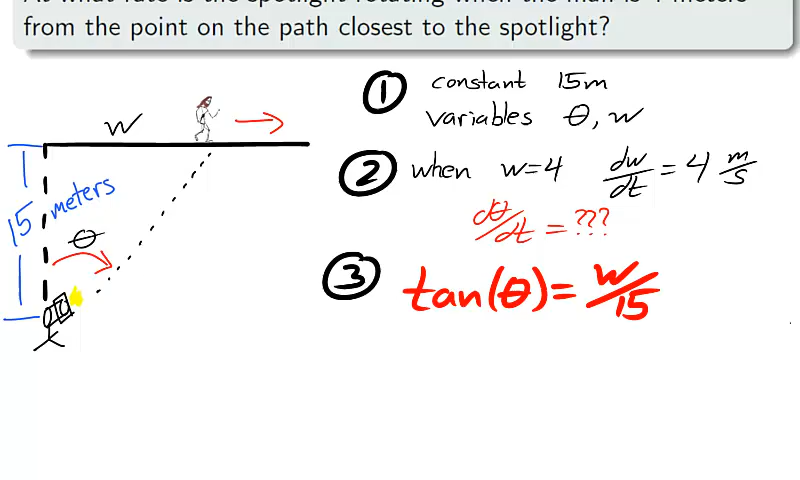 from the point on the path closest to the spotlight?
① constant 15m
variables θ, w
w
② when w=4 dw/dt = 4 m/s
dθ/dt = ???
15 meters
θ
③ tan(θ) = w/15